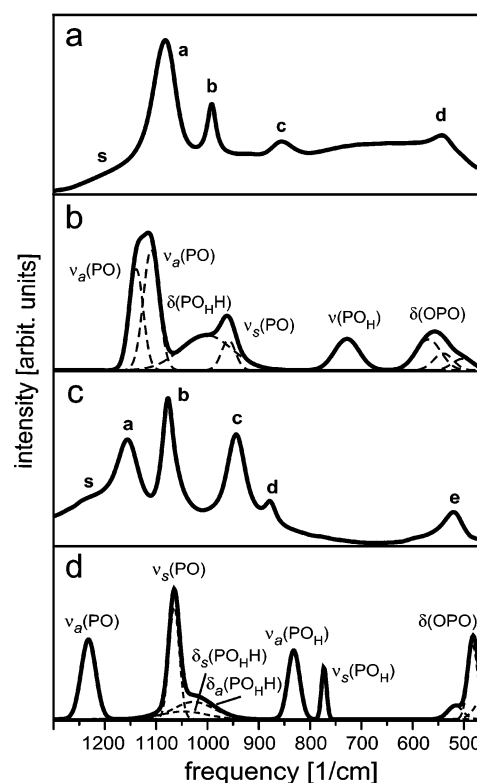 a
a
b
c
d
s
b
νa(PO)
νa(PO)
δ(POHH)
νs(PO)
ν(POH)
δ(OPO)
c
a
b
c
d
s
e
d
νs(PO)
νa(PO)
δs(POHH)
δa(POHH)
νa(POH)
νs(POH)
δ(OPO)
intensity [arbit. units]
1200 1100 1000 900 800 700 600 500
frequency [1/cm]